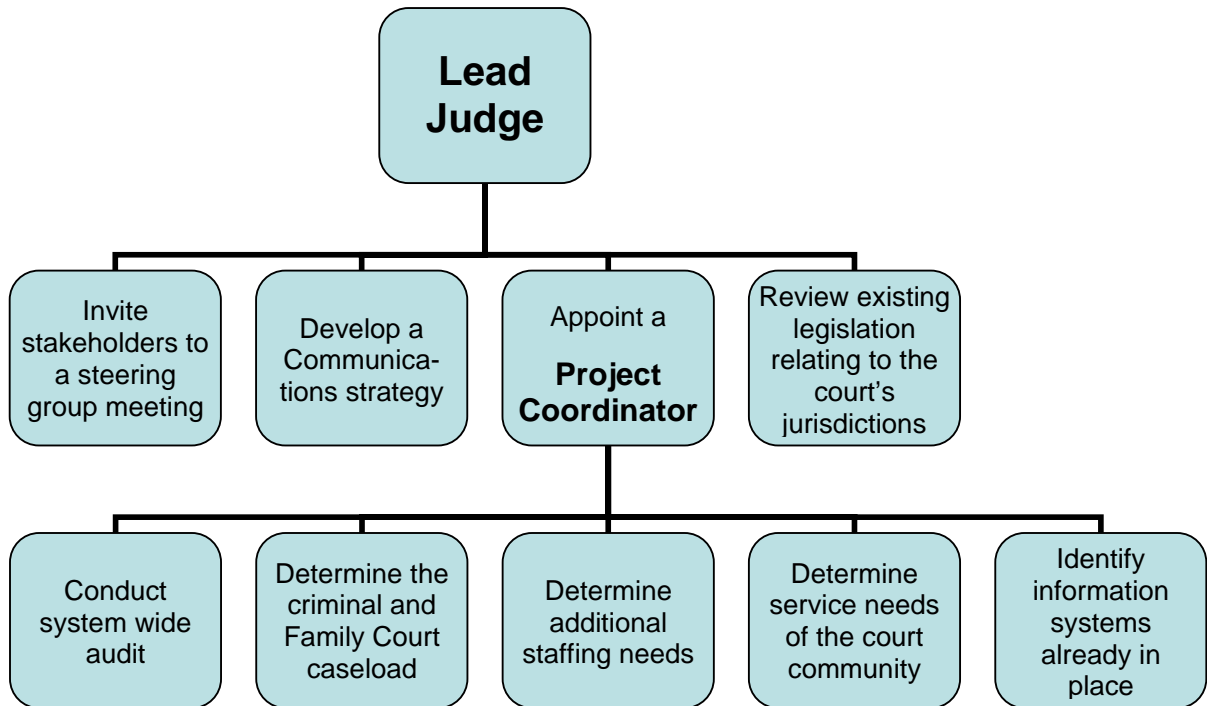 Lead
Judge
Invite
stakeholders to
a steering
group meeting
Develop a
Communica-
tions strategy
Appoint a
Project
Coordinator
Review existing
legislation
relating to the
court's
jurisdictions
Conduct
system wide
audit
Determine the
criminal and
Family Court
caseload
Determine
additional
staffing needs
Determine
service needs
of the court
community
Identify
information
systems
already in
place